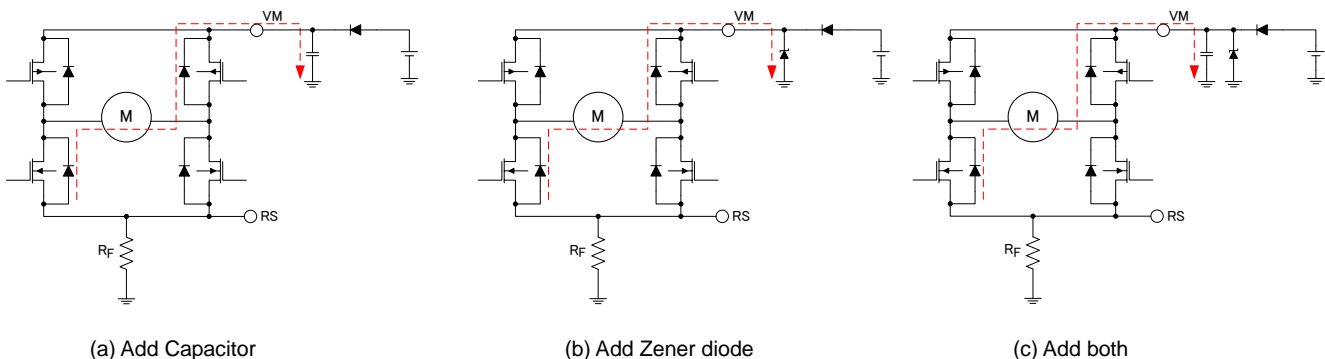 VM
M
RS
RF
(a) Add Capacitor
VM
M
RS
RF
(b) Add Zener diode
VM
M
RS
RF
(c) Add both